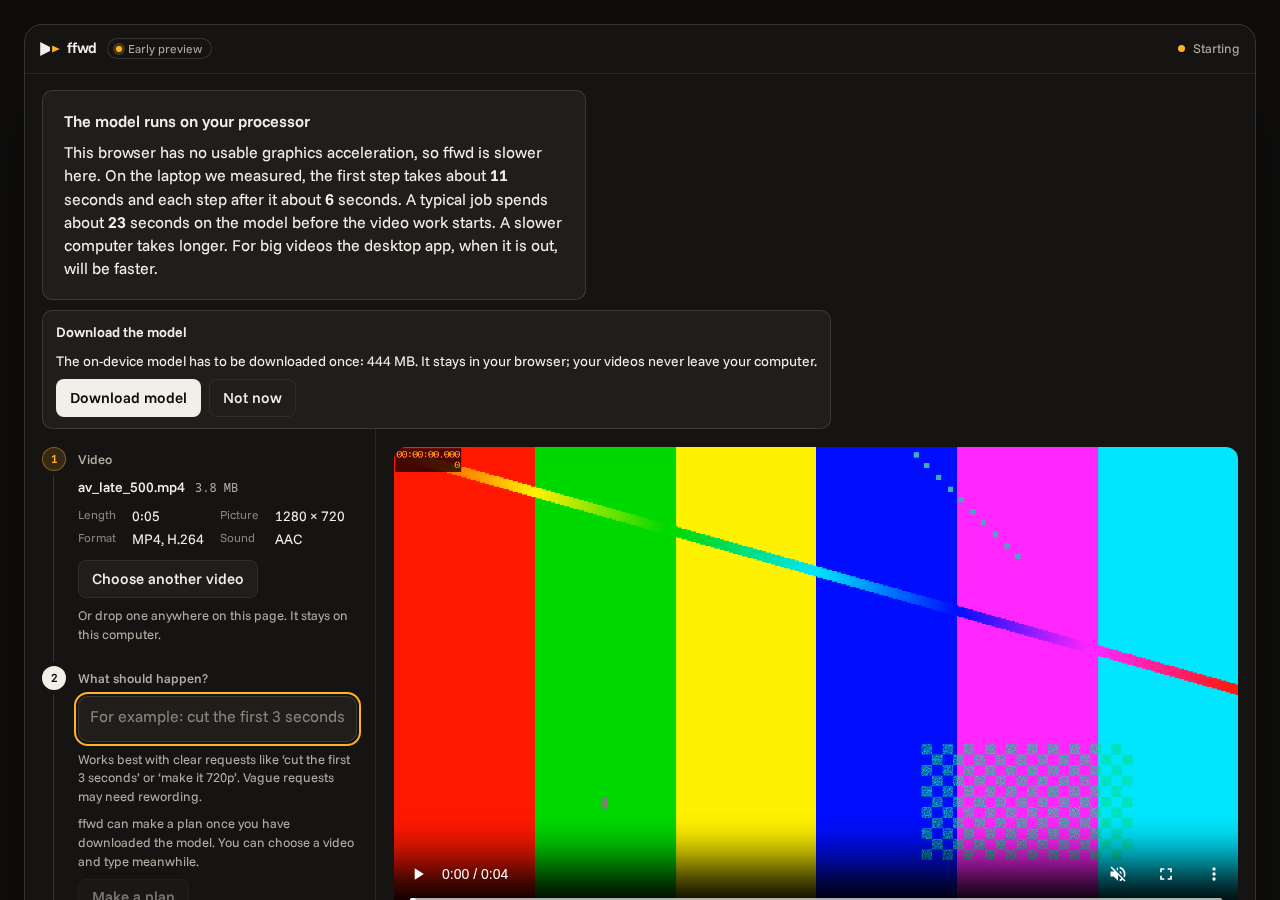 ffwd
Early preview
Starting
The model runs on your processor
This browser has no usable graphics acceleration, so ffwd is slower
here. On the laptop we measured, the first step takes about 11
seconds and each step after it about 6 seconds. A typical job spends
about 23 seconds on the model before the video work starts. A slower
computer takes longer. For big videos the desktop app, when it is out,
will be faster.
Download the model
The on-device model has to be downloaded once: 444 MB. It stays in your browser; your videos never leave your computer.
Download model
Not now
1
Video
av_late_500.mp4 3.8 MB
Length 0:05 Picture 1280 × 720
Format MP4, H.264 Sound AAC
Choose another video
Or drop one anywhere on this page. It stays on
this computer.
2
What should happen?
For example: cut the first 3 seconds
Works best with clear requests like ‘cut the first
3 seconds’ or ‘make it 720p’. Vague requests
may need rewording.
ffwd can make a plan once you have
downloaded the model. You can choose a video
and type meanwhile.
Make a plan
00:00:00.000
0
0:00 / 0:04